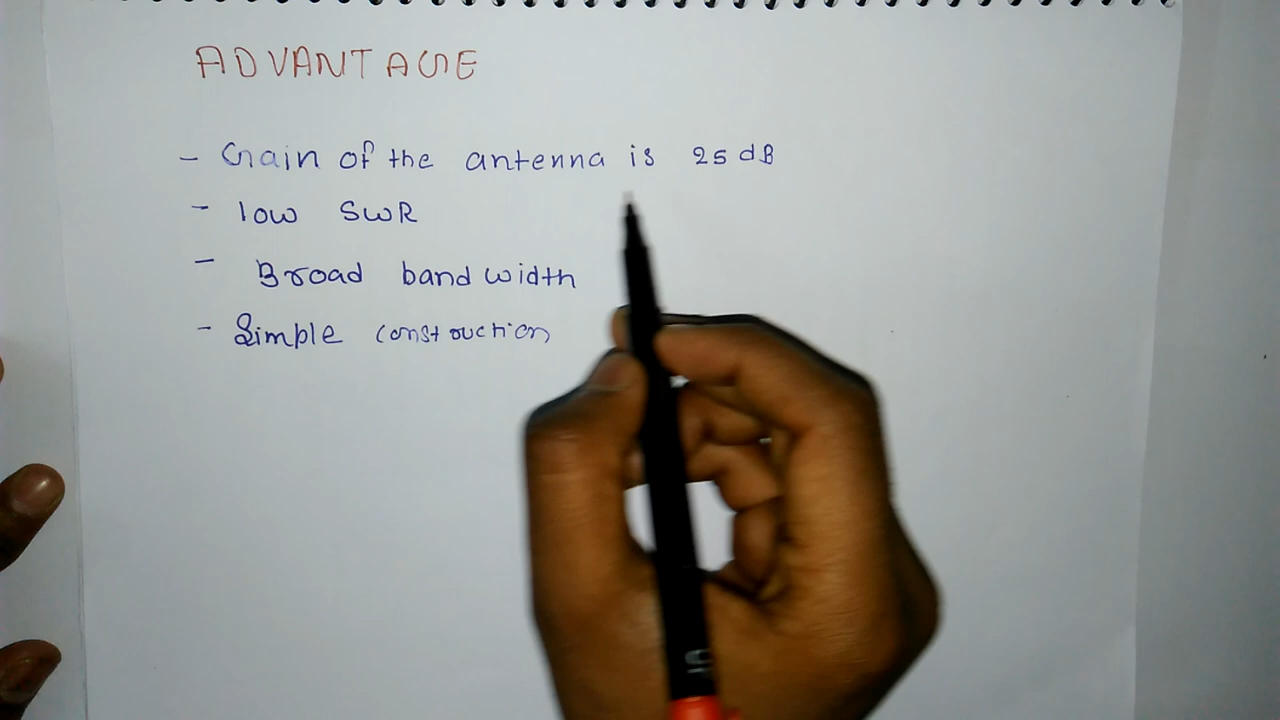 ADVANTAGE
- Gain of the antenna is 25 dB
- low SWR
- Broad band width
- Simple construction